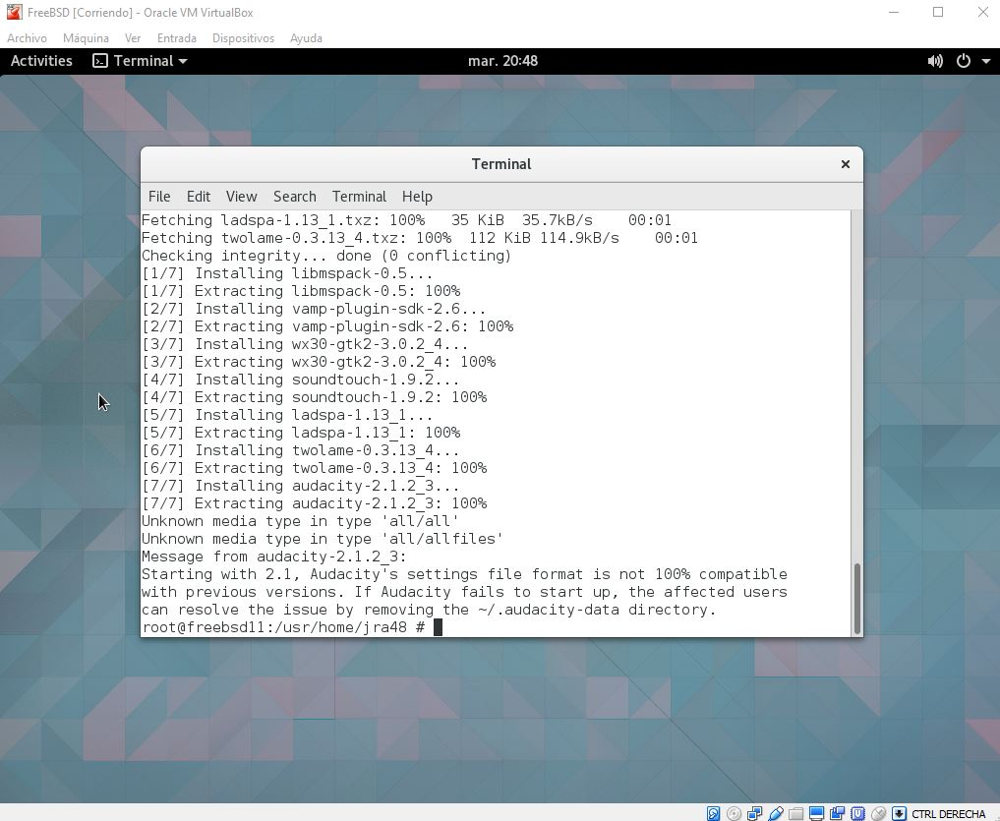 FreeBSD [Corriendo] - Oracle VM VirtualBox
Archivo Máquina Ver Entrada Dispositivos Ayuda
Activities Terminal mar. 20:48
Terminal
File Edit View Search Terminal Help
Fetching ladspa-1.13_1.txz: 100%   35 KiB  35.7kB/s    00:01
Fetching twolame-0.3.13_4.txz: 100%  112 KiB 114.9kB/s    00:01
Checking integrity... done (0 conflicting)
[1/7] Installing libmspack-0.5...
[1/7] Extracting libmspack-0.5: 100%
[2/7] Installing vamp-plugin-sdk-2.6...
[2/7] Extracting vamp-plugin-sdk-2.6: 100%
[3/7] Installing wx30-gtk2-3.0.2_4...
[3/7] Extracting wx30-gtk2-3.0.2_4: 100%
[4/7] Installing soundtouch-1.9.2...
[4/7] Extracting soundtouch-1.9.2: 100%
[5/7] Installing ladspa-1.13_1...
[5/7] Extracting ladspa-1.13_1: 100%
[6/7] Installing twolame-0.3.13_4...
[6/7] Extracting twolame-0.3.13_4: 100%
[7/7] Installing audacity-2.1.2_3...
[7/7] Extracting audacity-2.1.2_3: 100%
Unknown media type in type 'all/all'
Unknown media type in type 'all/allfiles'
Message from audacity-2.1.2_3:
Starting with 2.1, Audacity's settings file format is not 100% compatible
with previous versions. If Audacity fails to start up, the affected users
can resolve the issue by removing the ~/.audacity-data directory.
root@freebsd11:/usr/home/jra48 #
CTRL DERECHA